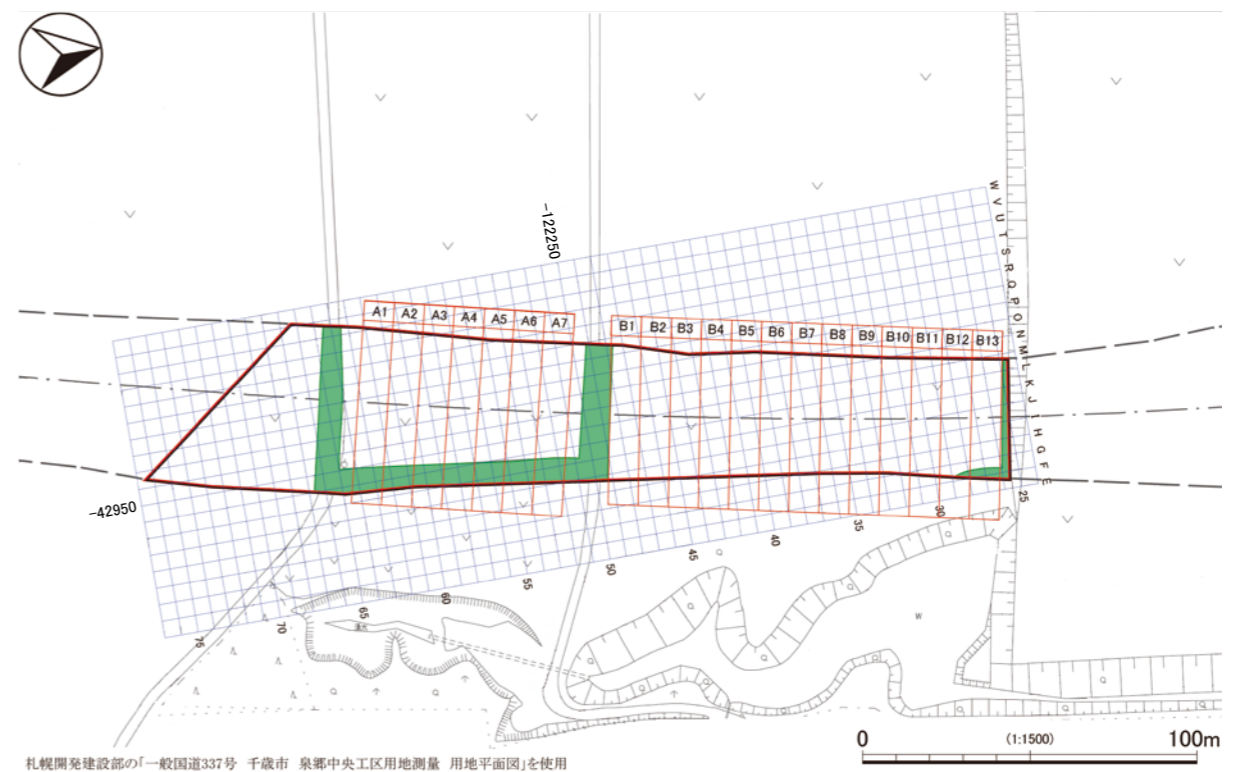 -122250
W V U T S R Q P O N M L K J I H G F E
A1 A2 A3 A4 A5 A6 A7
B1 B2 B3 B4 B5 B6 B7 B8 B9 B10 B11 B12 B13
-42950
75 70 65 60 55 50 45 40 35 30 25
W
0 (1:1500) 100m
札幌開発建設部の「一般国道337号 千歳市 泉郷中央工区用地測量 用地平面図」を使用